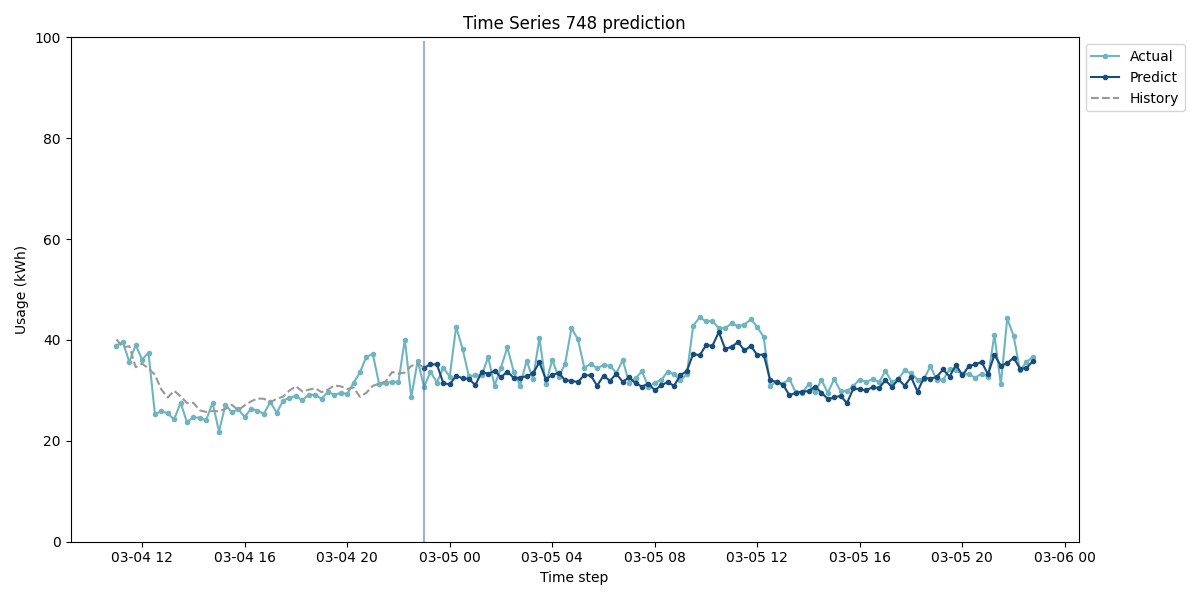 Time Series 748 prediction
100
80
60
40
20
0
Usage (kWh)
03-04 12
03-04 16
03-04 20
03-05 00
03-05 04
03-05 08
03-05 12
03-05 16
03-05 20
03-06 00
Time step
Actual
Predict
History